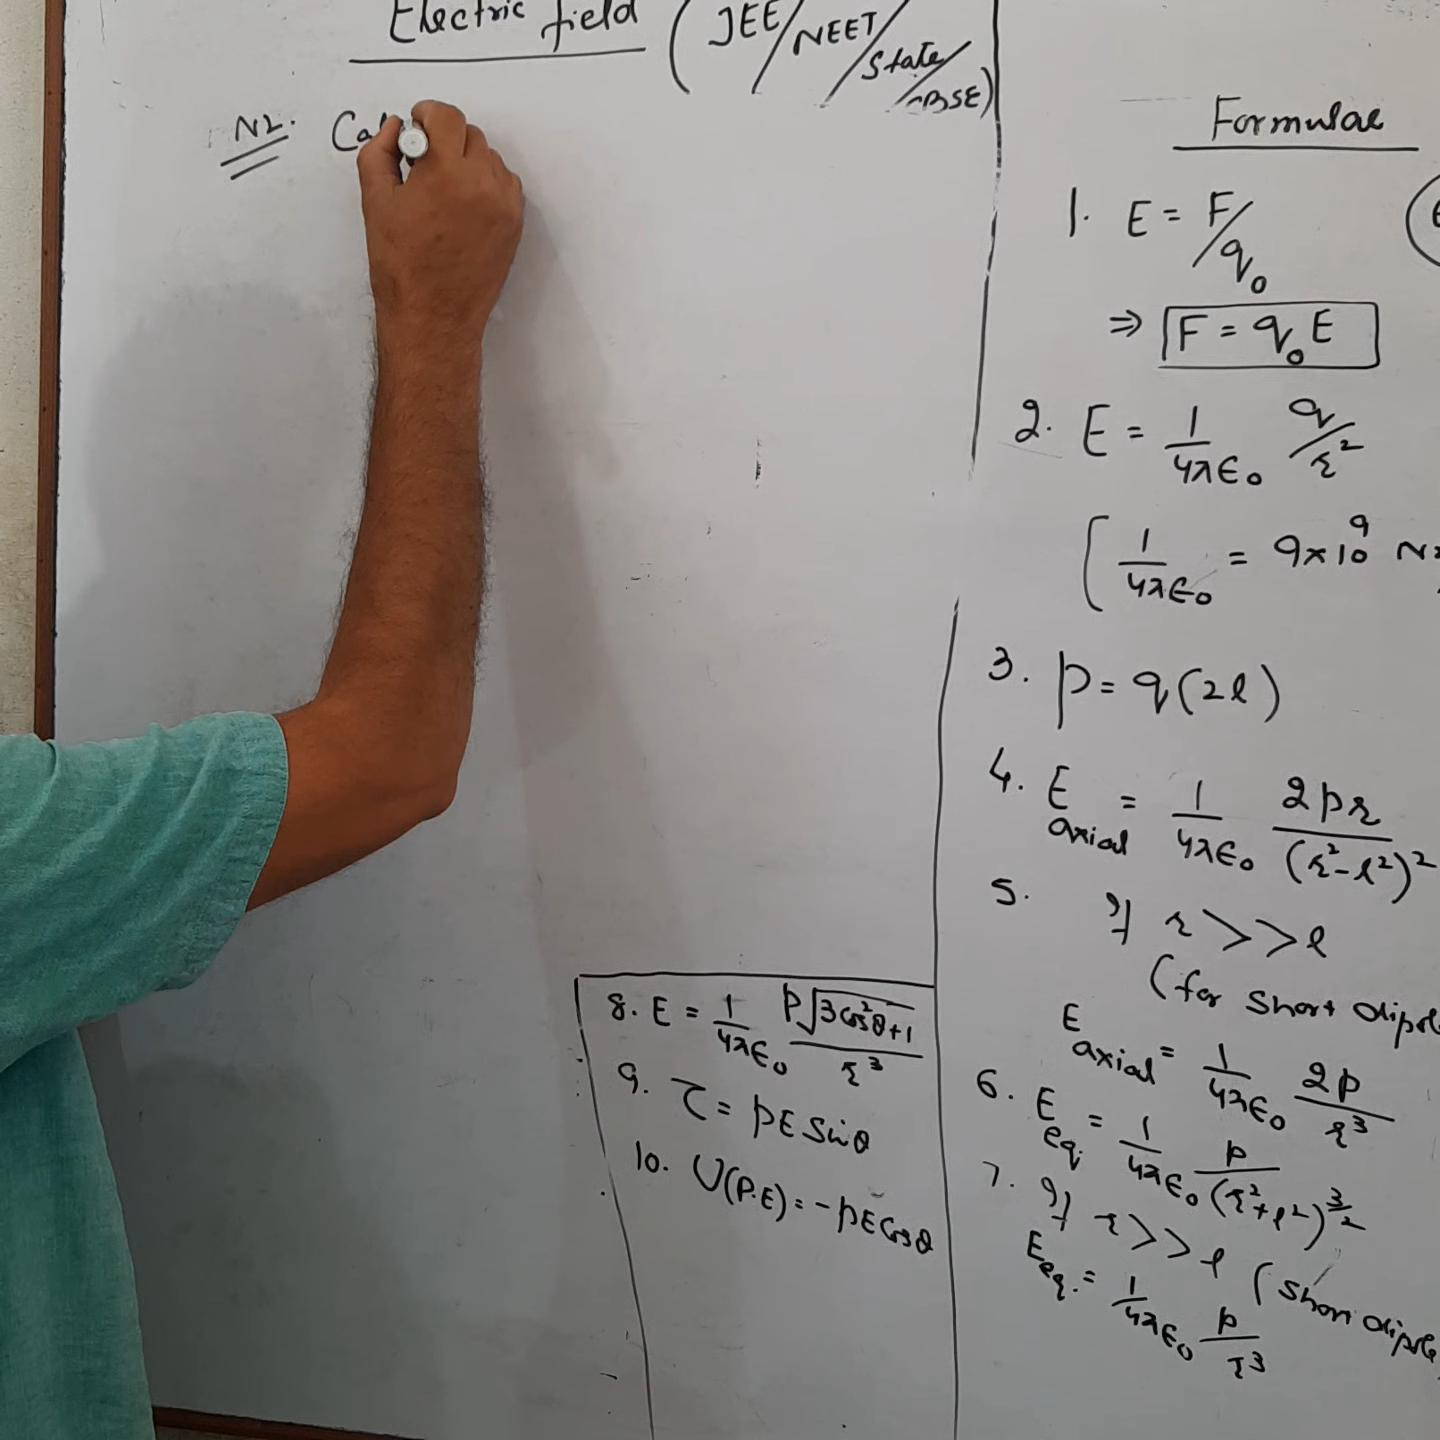 Electric field (JEE/NEET/State/CBSE)
N2. Cal
Formulae
1. E = F/q₀
⇒ F = q₀E
2. E = 1/4πε₀ q/r²
[1/4πε₀ = 9×10⁹ N
3. p = q(2l)
4. E axial = 1/4πε₀ 2pr/(r²-l²)²
5. If r >> l
(for short dipole
E axial = 1/4πε₀ 2p/r³
6. E eq. = 1/4πε₀ p/(r²+l²)^3/2
7. If r >> l (short dipole
E eq. = 1/4πε₀ p/r³
8. E = 1/4πε₀ p√3cos²θ+1/r³
9. τ = pE sinθ
10. U(P.E) = -pE cosθ